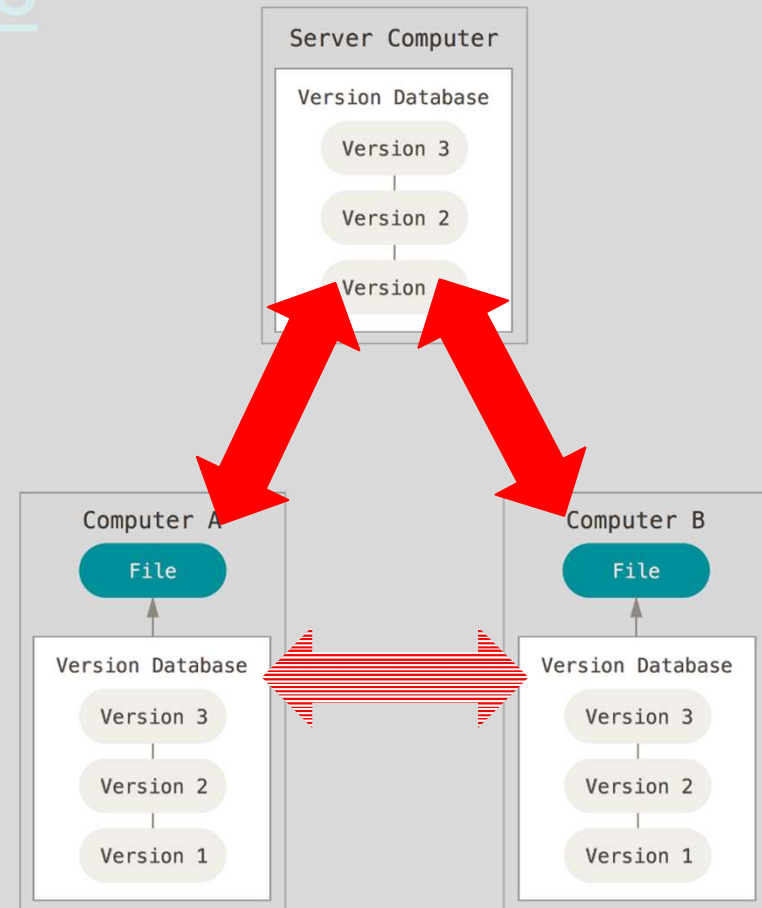 Server Computer
Version Database
Version 3
Version 2
Version
Computer A
File
Version Database
Version 3
Version 2
Version 1
Computer B
File
Version Database
Version 3
Version 2
Version 1